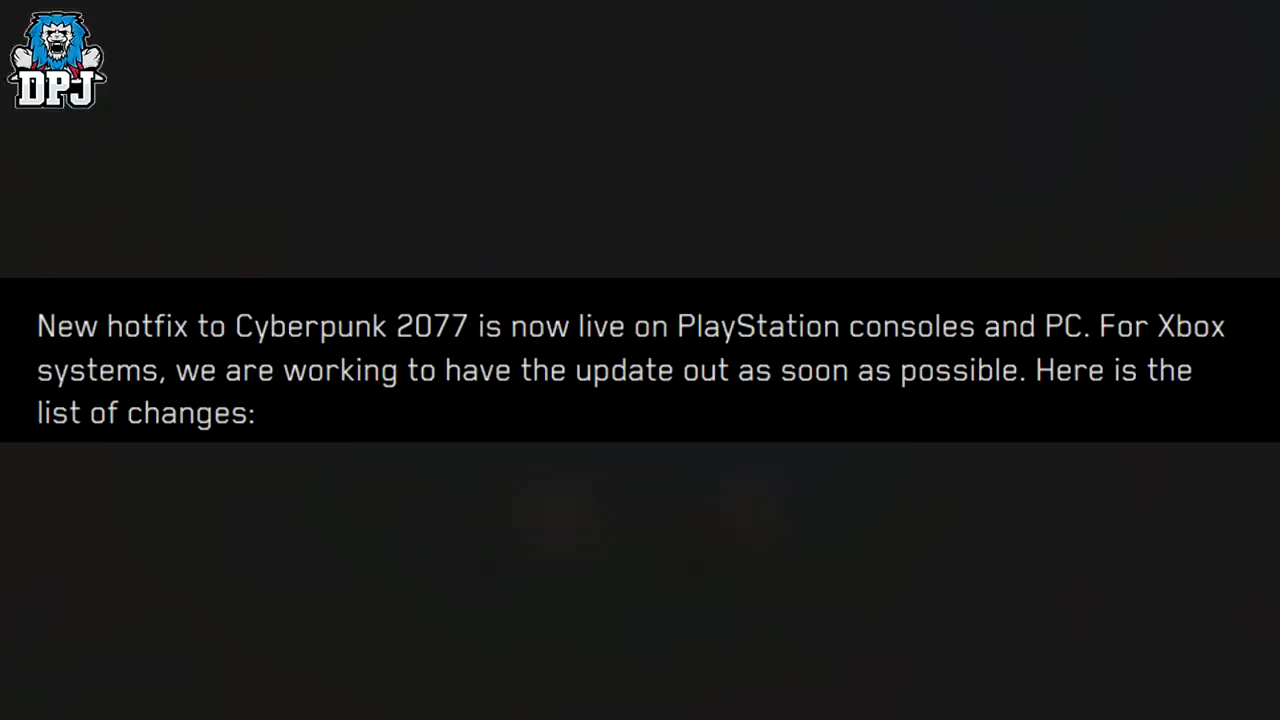 DPJ
New hotfix to Cyberpunk 2077 is now live on PlayStation consoles and PC. For Xbox
systems, we are working to have the update out as soon as possible. Here is the
list of changes: